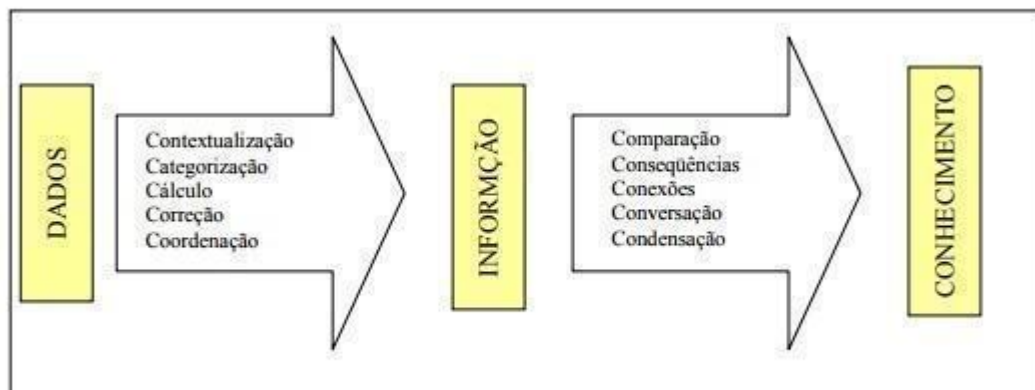 DADOS
Contextualização
Categorização
Cálculo
Correção
Coordenação
INFORMÇÃO
Comparação
Conseqüências
Conexões
Conversação
Condensação
CONHECIMENTO